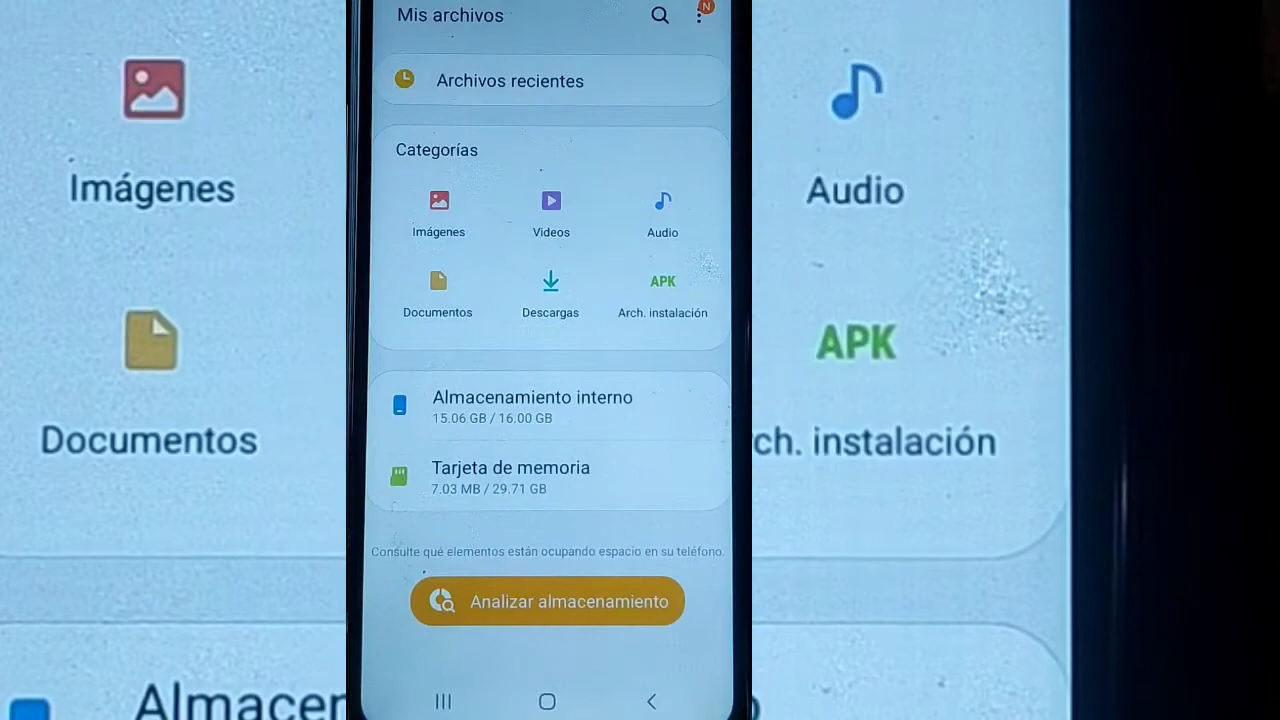 Mis archivos
N
Archivos recientes
Categorías
Imágenes
Videos
Audio
Documentos
Descargas
APK
Arch. instalación
Almacenamiento interno
15.06 GB / 16.00 GB
Tarjeta de memoria
7.03 MB / 29.71 GB
Consulte qué elementos están ocupando espacio en su teléfono.
Analizar almacenamiento
Imágenes
Audio
APK
Documentos
ch. instalación
Almacen